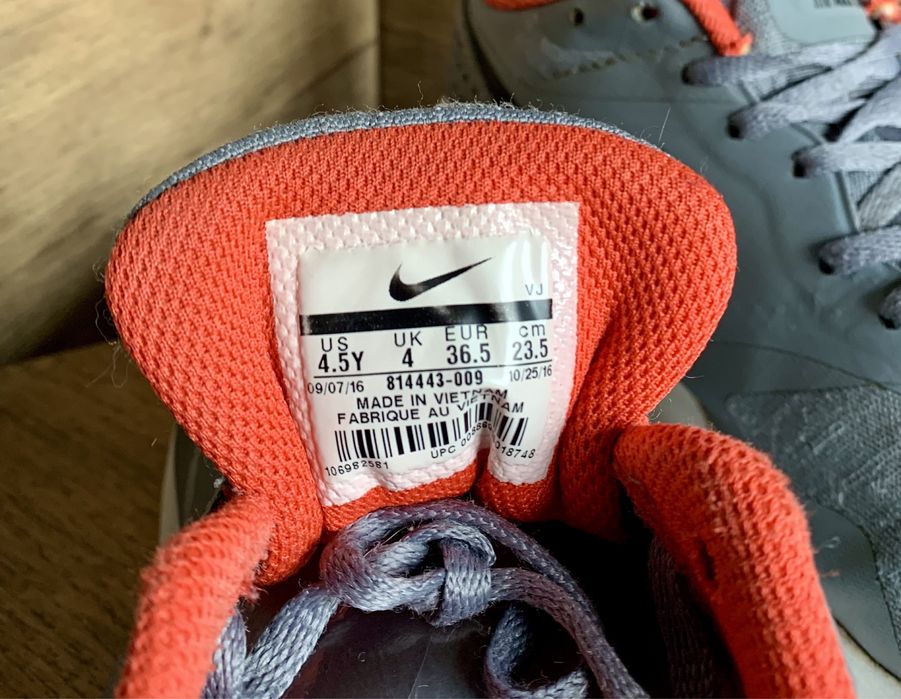 VJ
US UK EUR cm
4.5Y 4 36.5 23.5
09/07/16 814443-009 10/25/16
MADE IN VIETNAM
FABRIQUE AU VIETNAM
UPC
106982581